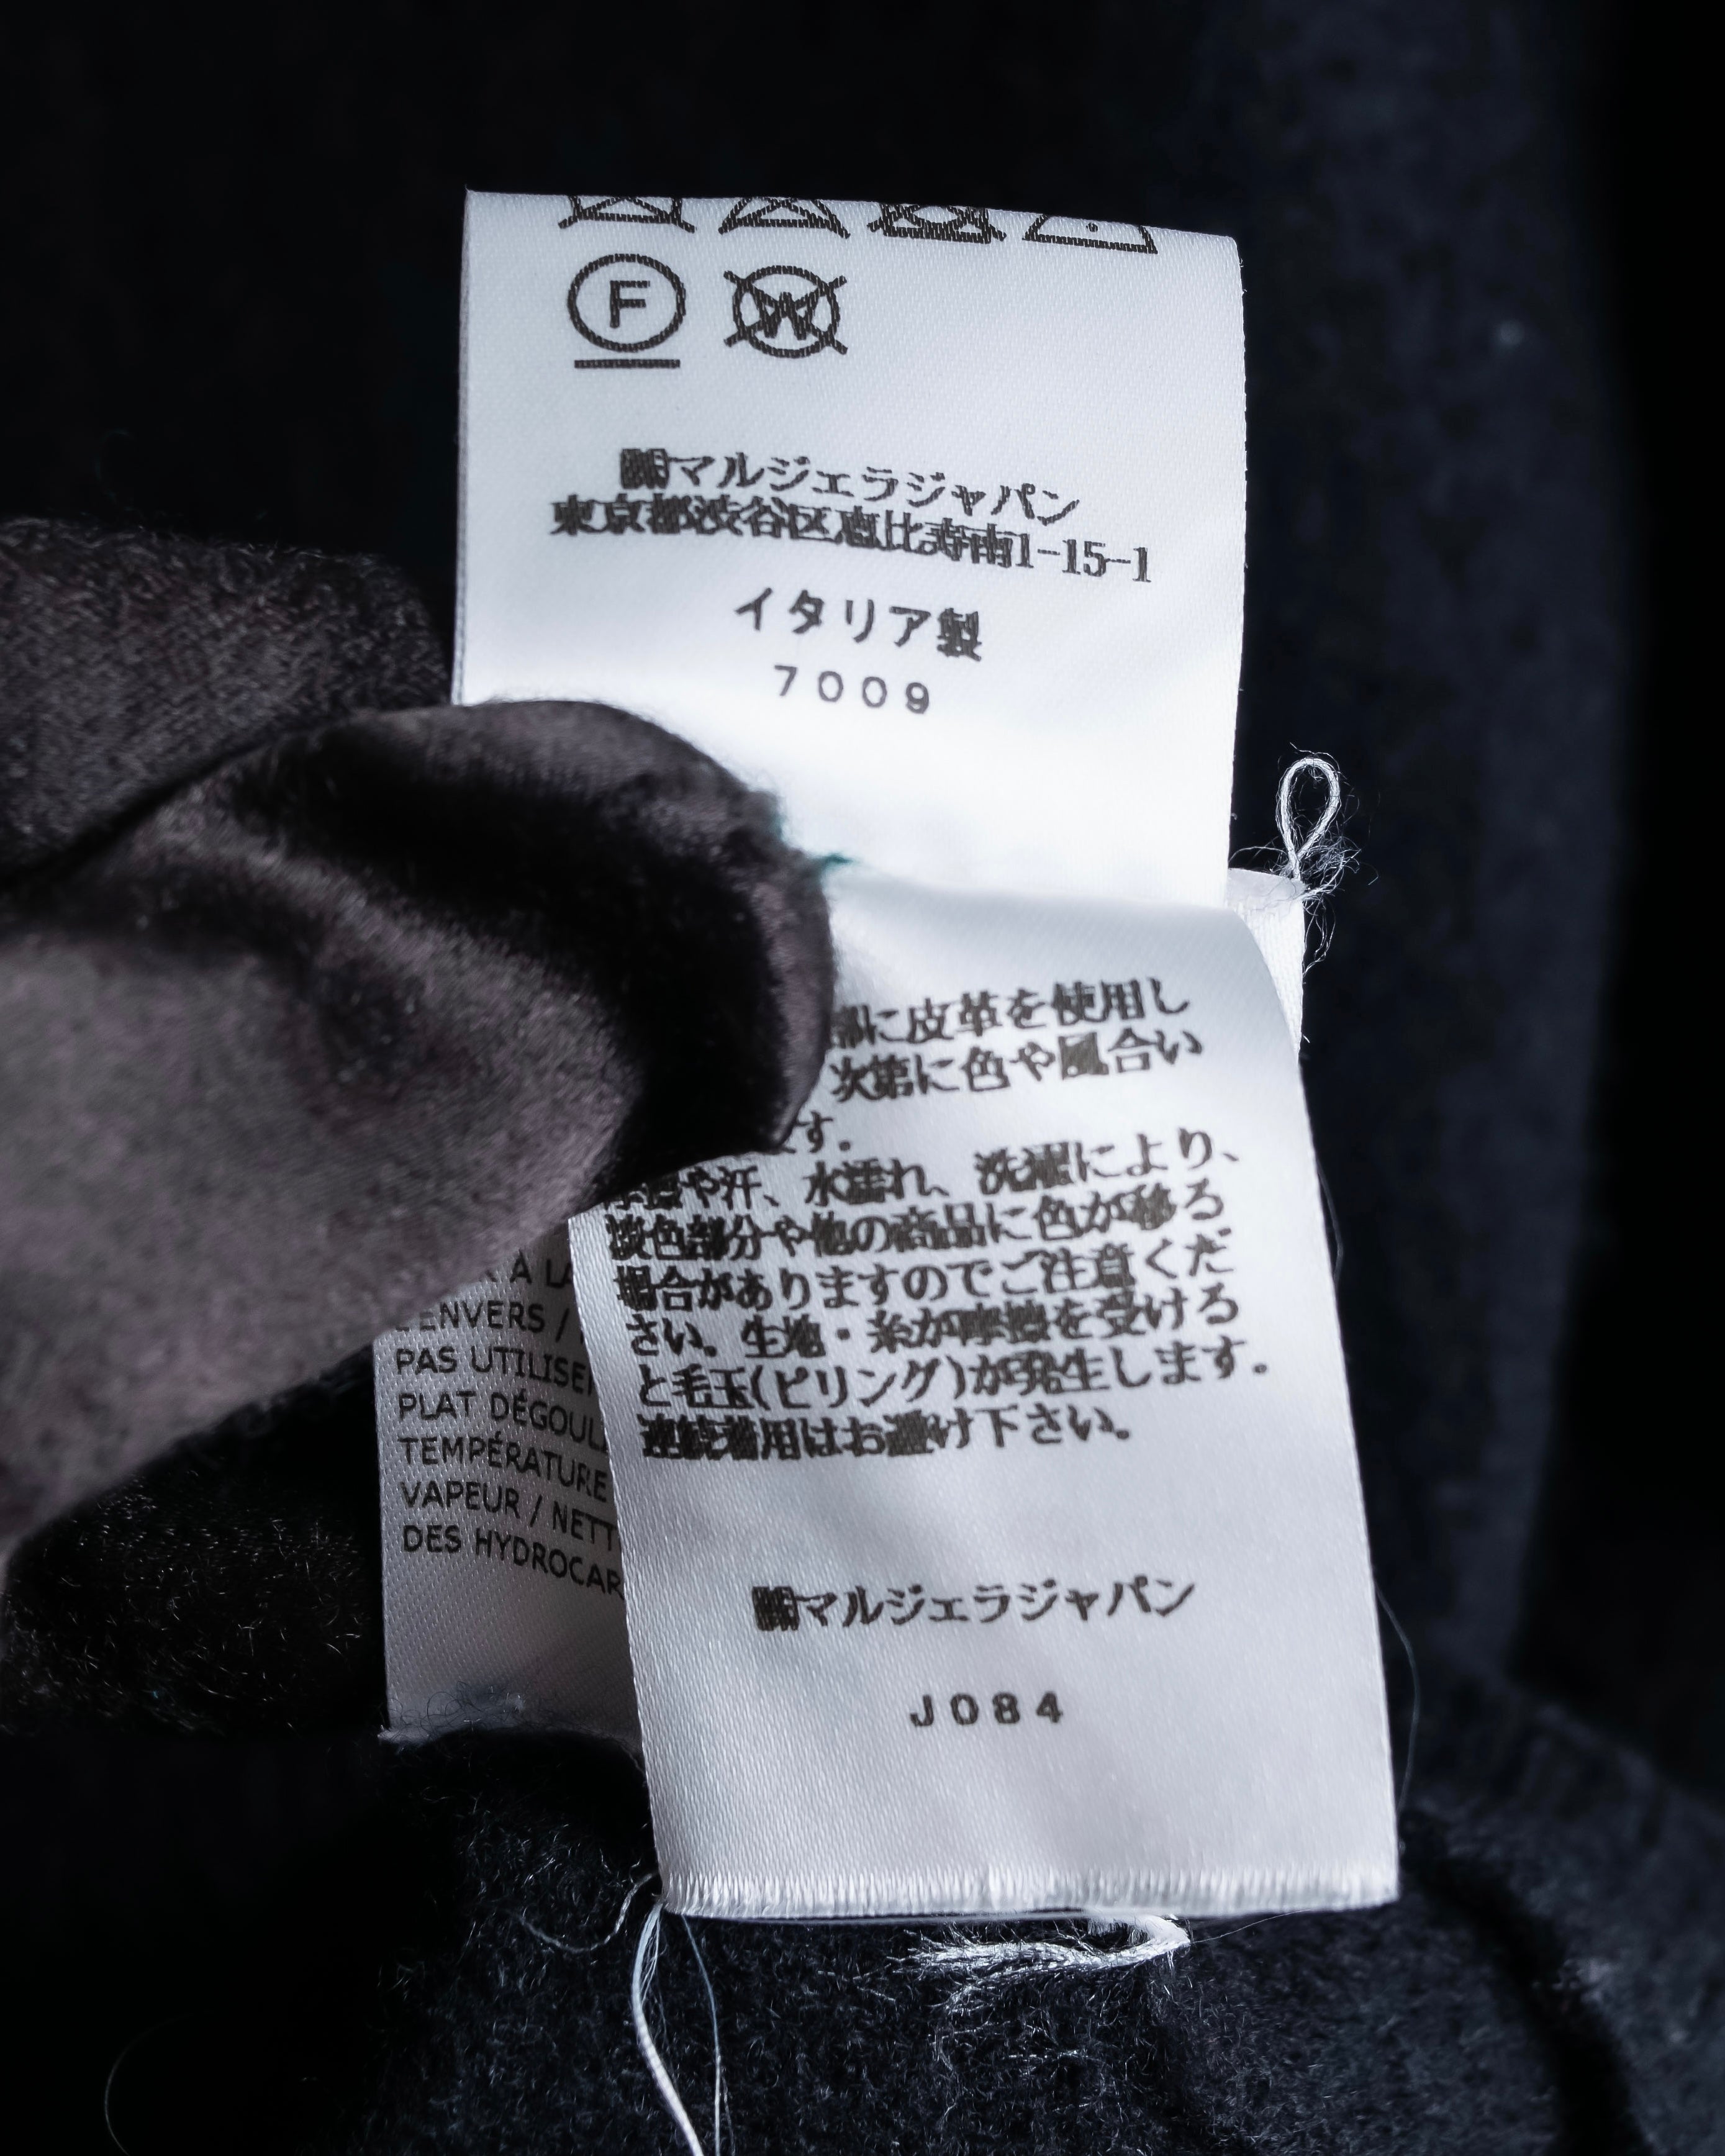 F
W
㈱マルジェラジャパン
東京都渋谷区恵比寿南1-15-1
イタリア製
7009
に皮革を使用し
次第に色や風合い
す.
や汗、水濡れ、洗濯により、
淡色部分や他の商品に色が移る
場合がありますのでご注意くだ
さい。生地・糸が摩擦を受ける
と毛玉(ピリング)が発生します.
連続着用はお避け下さい。
㈱マルジェラジャパン
J084
À LA
ENVERS /
PAS UTILISE
PLAT DÉGOUL
TEMPÉRATURE
VAPEUR / NETT
DES HYDROCAR